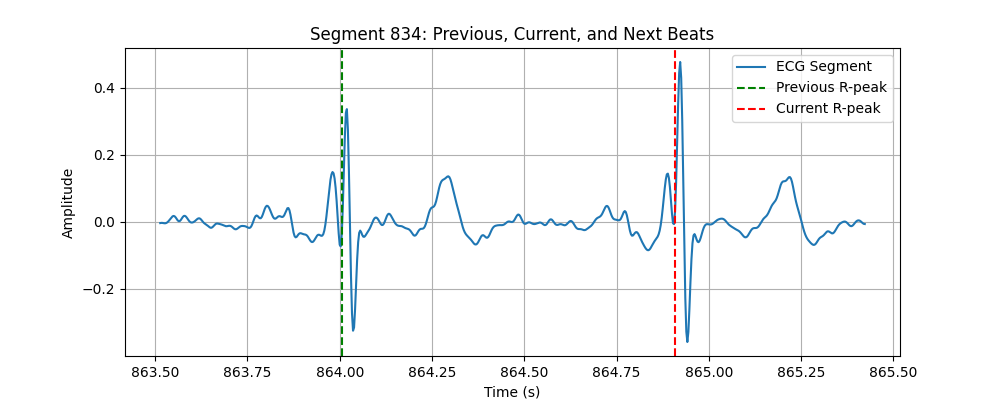 Segment 834: Previous, Current, and Next Beats
ECG Segment
Previous R-peak
Current R-peak
Amplitude
0.4
0.2
0.0
−0.2
863.50 863.75 864.00 864.25 864.50 864.75 865.00 865.25 865.50
Time (s)